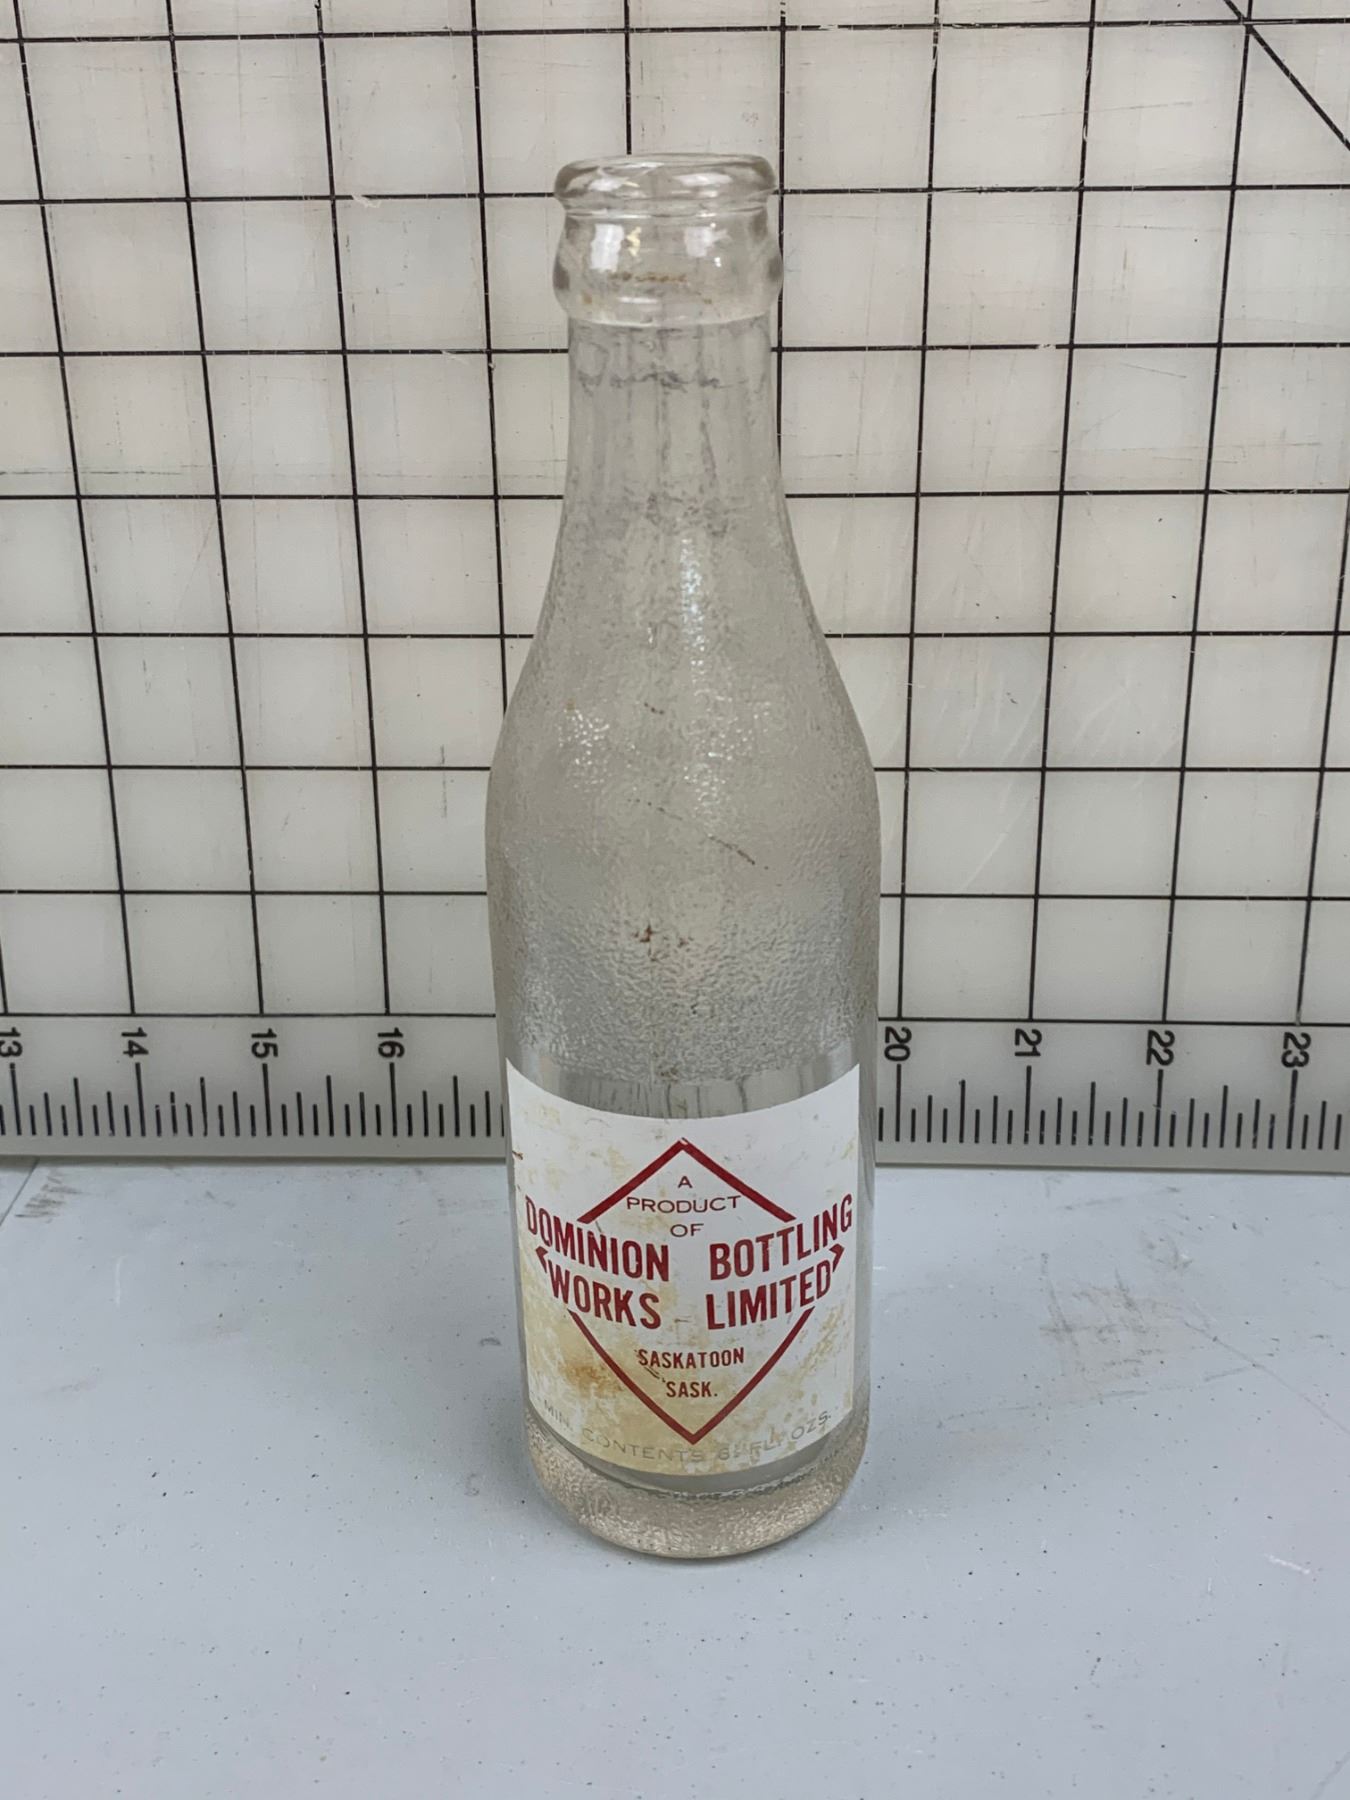 13 14 15 16 20 21 22 23
A
PRODUCT
OF
DOMINION BOTTLING
WORKS LIMITED
SASKATOON
SASK.
MIN. CONTENTS FL. OZS.